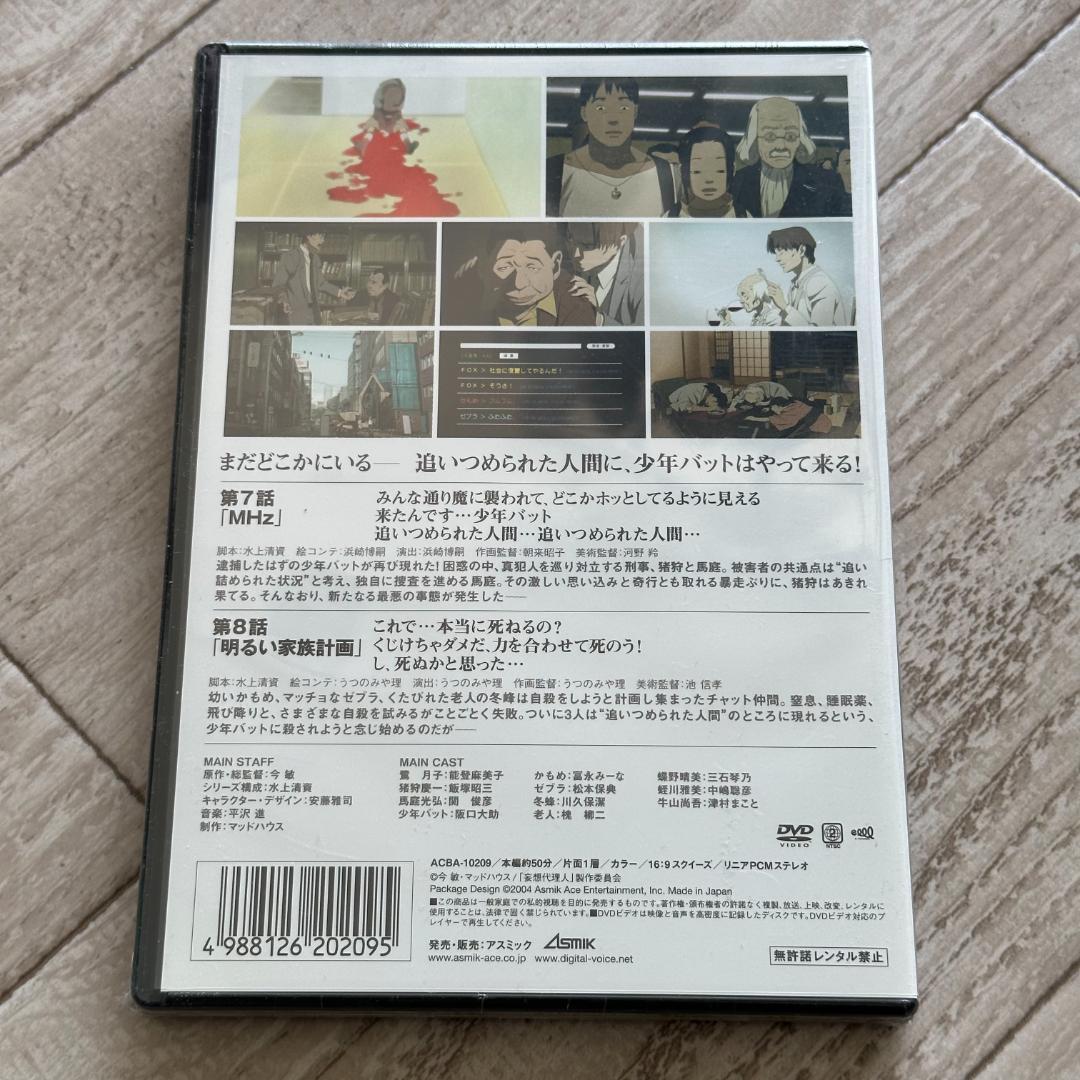 FOX > 社会に復讐してやるんだ！
FOX > そうさ！
ゼブラ > ふむふむ
まだどこかにいる── 追いつめられた人間に、少年バットはやって来る!
第7話
「MHz」
みんな通り魔に襲われて、どこかホッとしてるように見える
来たんです…少年バット
追いつめられた人間…追いつめられた人間…
脚本：水上清資 絵コンテ：浜崎博嗣 演出：浜崎博嗣 作画監督：朝来昭子 美術監督：河野 羚
逮捕したはずの少年バットが再び現れた! 困惑の中、真犯人を巡り対立する刑事、猪狩と馬庭。被害者の共通点は“追い
詰められた状況”と考え、独自に捜査を進める馬庭。その激しい思い込みと奇行とも取れる暴走ぶりに、猪狩はあきれ
果てる。そんなおり、新たなる最悪の事態が発生した──
第8話
「明るい家族計画」
これで…本当に死ねるの?
くじけちゃダメだ、力を合わせて死のう!
し、死ぬかと思った…
脚本：水上清資 絵コンテ：うつのみや理 演出：うつのみや理 作画監督：うつのみや理 美術監督：池 信孝
幼いかもめ、マッチョなゼブラ、くたびれた老人の冬峰は自殺をしようと計画し集まったチャット仲間。窒息、睡眠薬、
飛び降りと、さまざまな自殺を試みるがことごとく失敗。ついに3人は“追いつめられた人間”のところに現れるという、
少年バットに殺されようと念じ始めるのだが──
MAIN STAFF
原作・総監督：今 敏
シリーズ構成：水上清資
キャラクター・デザイン：安藤雅司
音楽：平沢 進
制作：マッドハウス
MAIN CAST
鷺 月子：能登麻美子
猪狩慶一：飯塚昭三
馬庭光弘：関 俊彦
少年バット：阪口大助
かもめ：冨永みーな
ゼブラ：松本保典
冬蜂：川久保潔
老人：槐 柳二
蝶野晴美：三石琴乃
蛭川雅美：中嶋聡彦
牛山尚吾：津村まこと
DVD
VIDEO
2
NTSC
4 988126 202095
ACBA-10209／本編約50分／片面1層／カラー／16：9スクイーズ／リニアPCMステレオ
©今 敏・マッドハウス/「妄想代理人」製作委員会
Package Design ©2004 Asmik Ace Entertainment, Inc. Made in Japan
■この商品は一般家庭での私的視聴を目的に発売するものです。著作権・頒布権者の許諾なく複製、放送、上映、改変、レンタルに
使用することは、法律で固く禁じられています。■DVDビデオは映像と音声を高密度に記録したディスクです。DVDビデオ対応のプ
レイヤーで再生してください。
発売・販売：アスミック ASMIK
www.asmik-ace.co.jp www.digital-voice.net
無許諾レンタル禁止